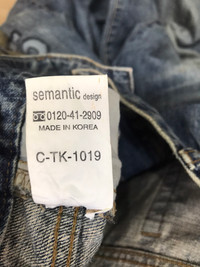 semantic design
0120-41-2909
MADE IN KOREA
C-TK-1019